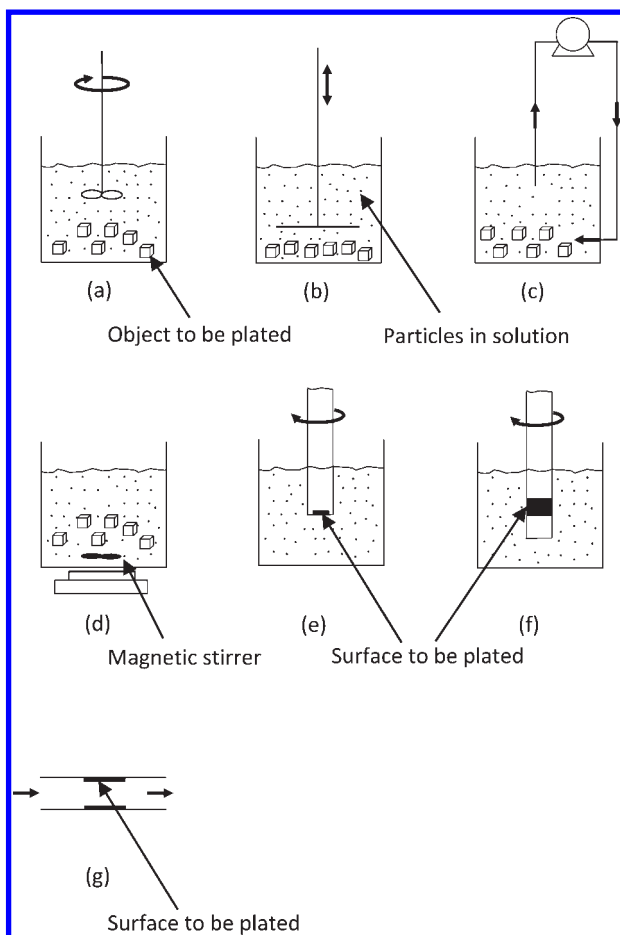 (a)
(b)
(c)
Object to be plated
Particles in solution
(d)
(e)
(f)
Magnetic stirrer
Surface to be plated
(g)
Surface to be plated